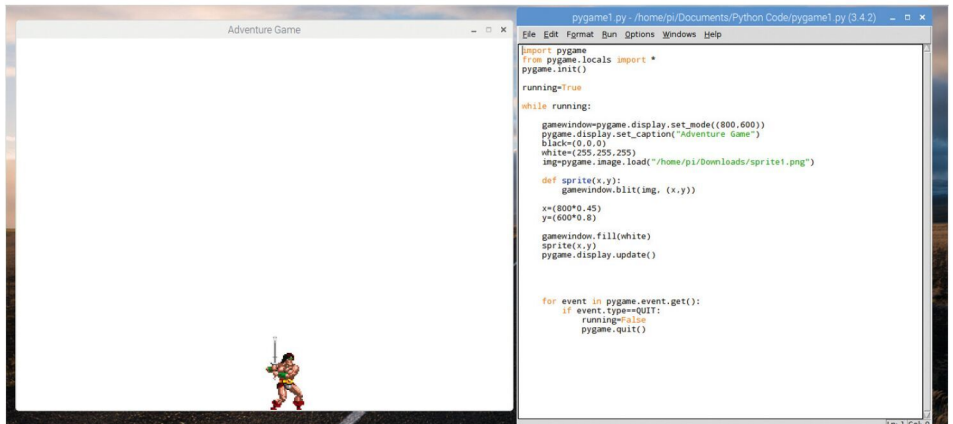 Adventure Game
pygame1.py - /home/pi/Documents/Python Code/pygame1.py (3.4.2)
File Edit Format Run Options Windows Help
import pygame
from pygame.locals import *
pygame.init()
running=True
while running:
gamewindow=pygame.display.set_mode((800,600))
pygame.display.set_caption("Adventure Game")
black=(0,0,0)
white=(255,255,255)
img=pygame.image.load("/home/pi/Downloads/sprite1.png")
def sprite(x,y):
gamewindow.blit(img, (x,y))
x=(800*0.45)
y=(600*0.8)
gamewindow.fill(white)
sprite(x,y)
pygame.display.update()
for event in pygame.event.get():
if event.type==QUIT:
running=False
pygame.quit()